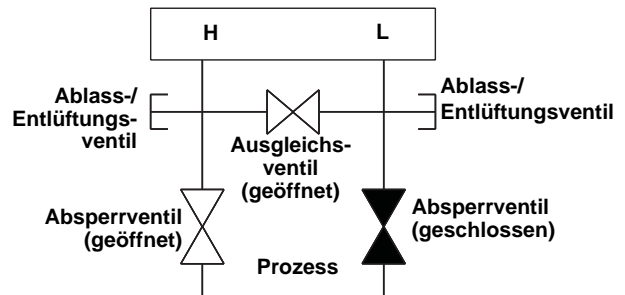 H L
Ablass-/
Entlüftungs-
ventil
Ablass-/
Entlüftungsventil
Ausgleichs-
ventil
(geöffnet)
Absperrventil
(geöffnet)
Absperrventil
(geschlossen)
Prozess